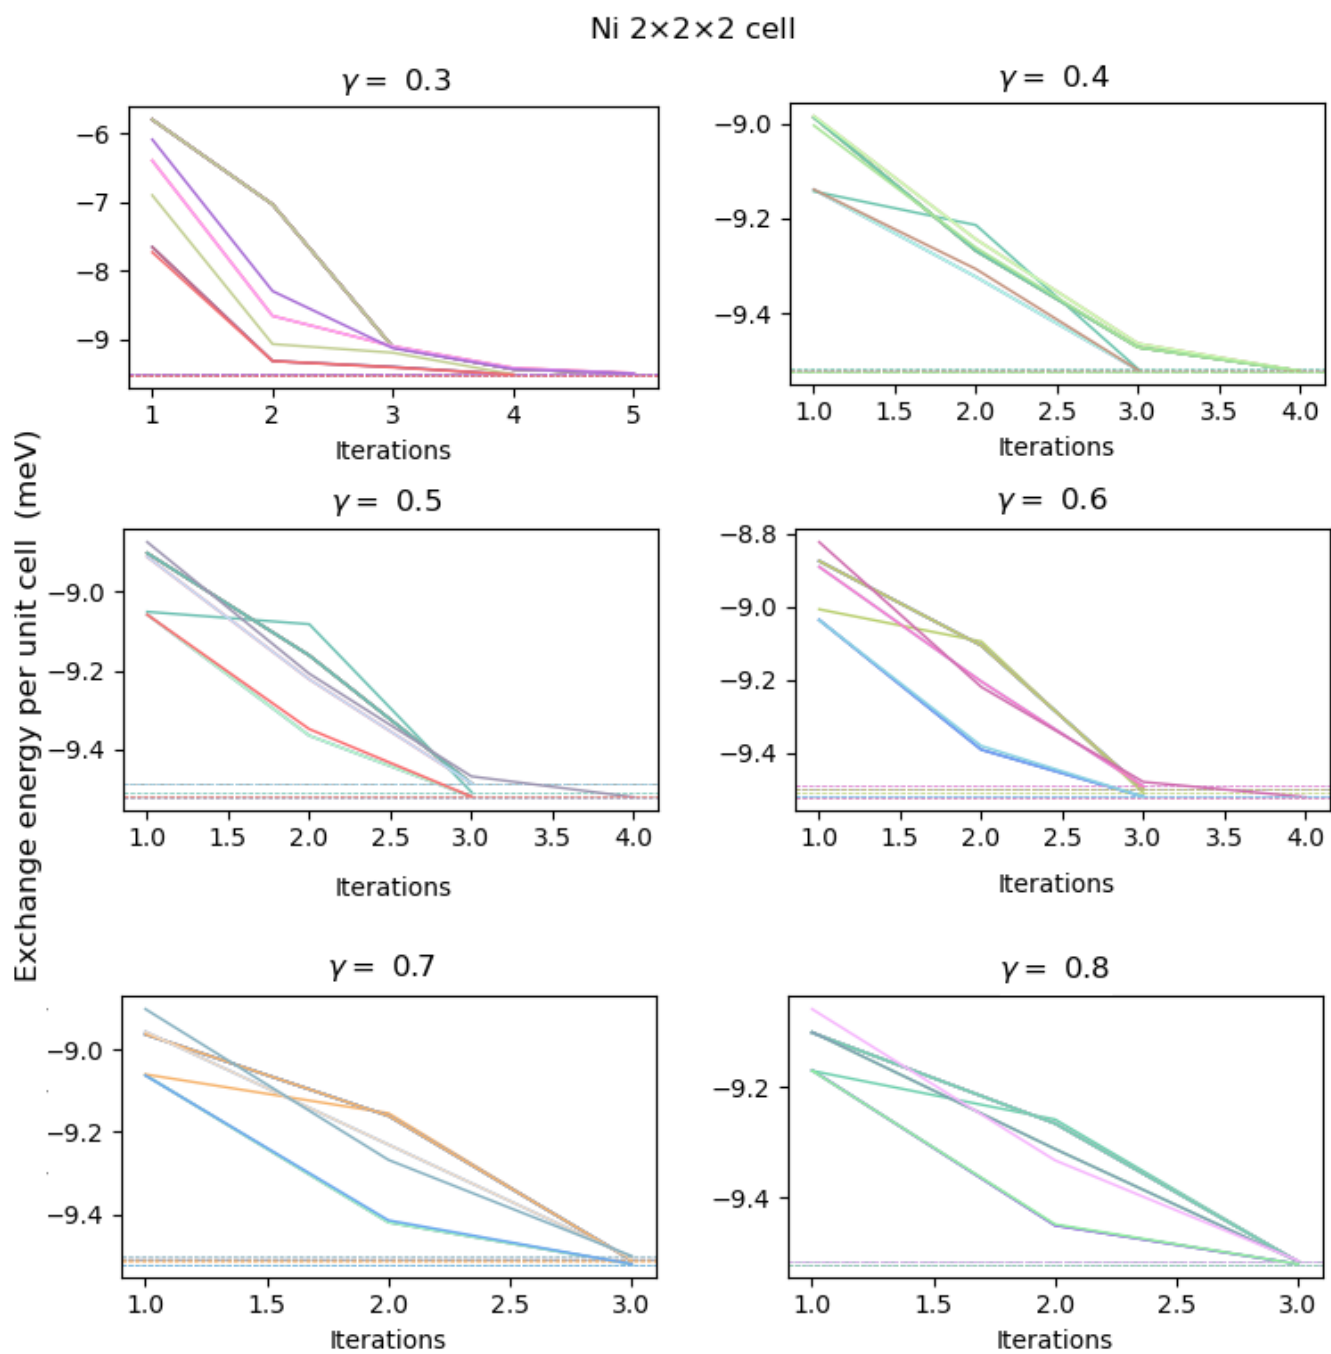 Ni 2×2×2 cell
γ = 0.3
γ = 0.4
−6
−7
−8
−9
1 2 3 4 5
Iterations
−9.0
−9.2
−9.4
1.0 1.5 2.0 2.5 3.0 3.5 4.0
Iterations
Exchange energy per unit cell (meV)
γ = 0.5
γ = 0.6
−9.0
−9.2
−9.4
1.0 1.5 2.0 2.5 3.0 3.5 4.0
Iterations
−8.8
−9.0
−9.2
−9.4
1.0 1.5 2.0 2.5 3.0 3.5 4.0
Iterations
γ = 0.7
γ = 0.8
−9.0
−9.2
−9.4
1.0 1.5 2.0 2.5 3.0
Iterations
−9.2
−9.4
1.0 1.5 2.0 2.5 3.0
Iterations